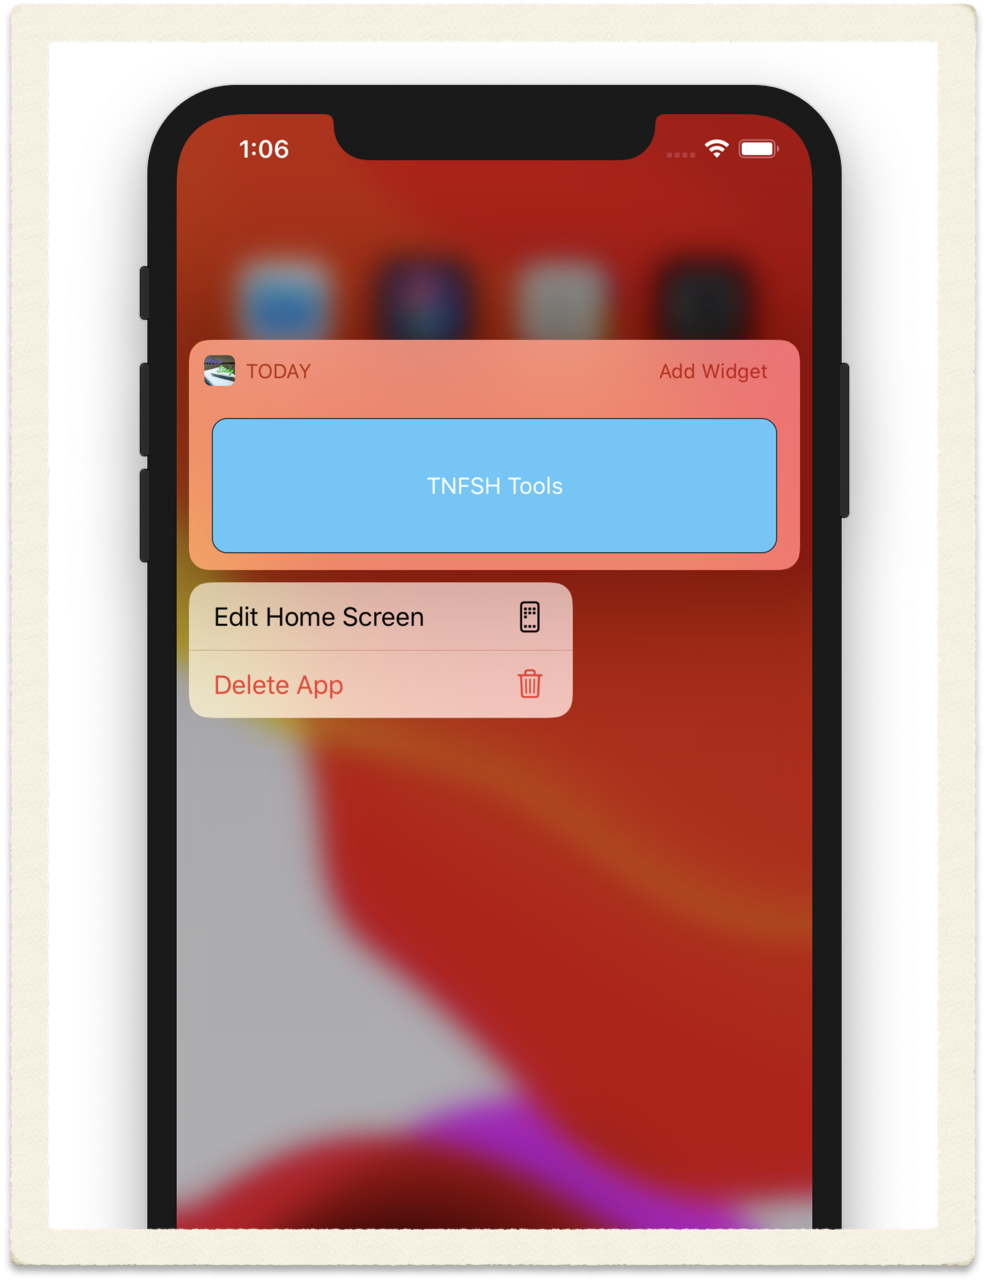 1:06
TODAY
Add Widget
TNFSH Tools
Edit Home Screen
Delete App